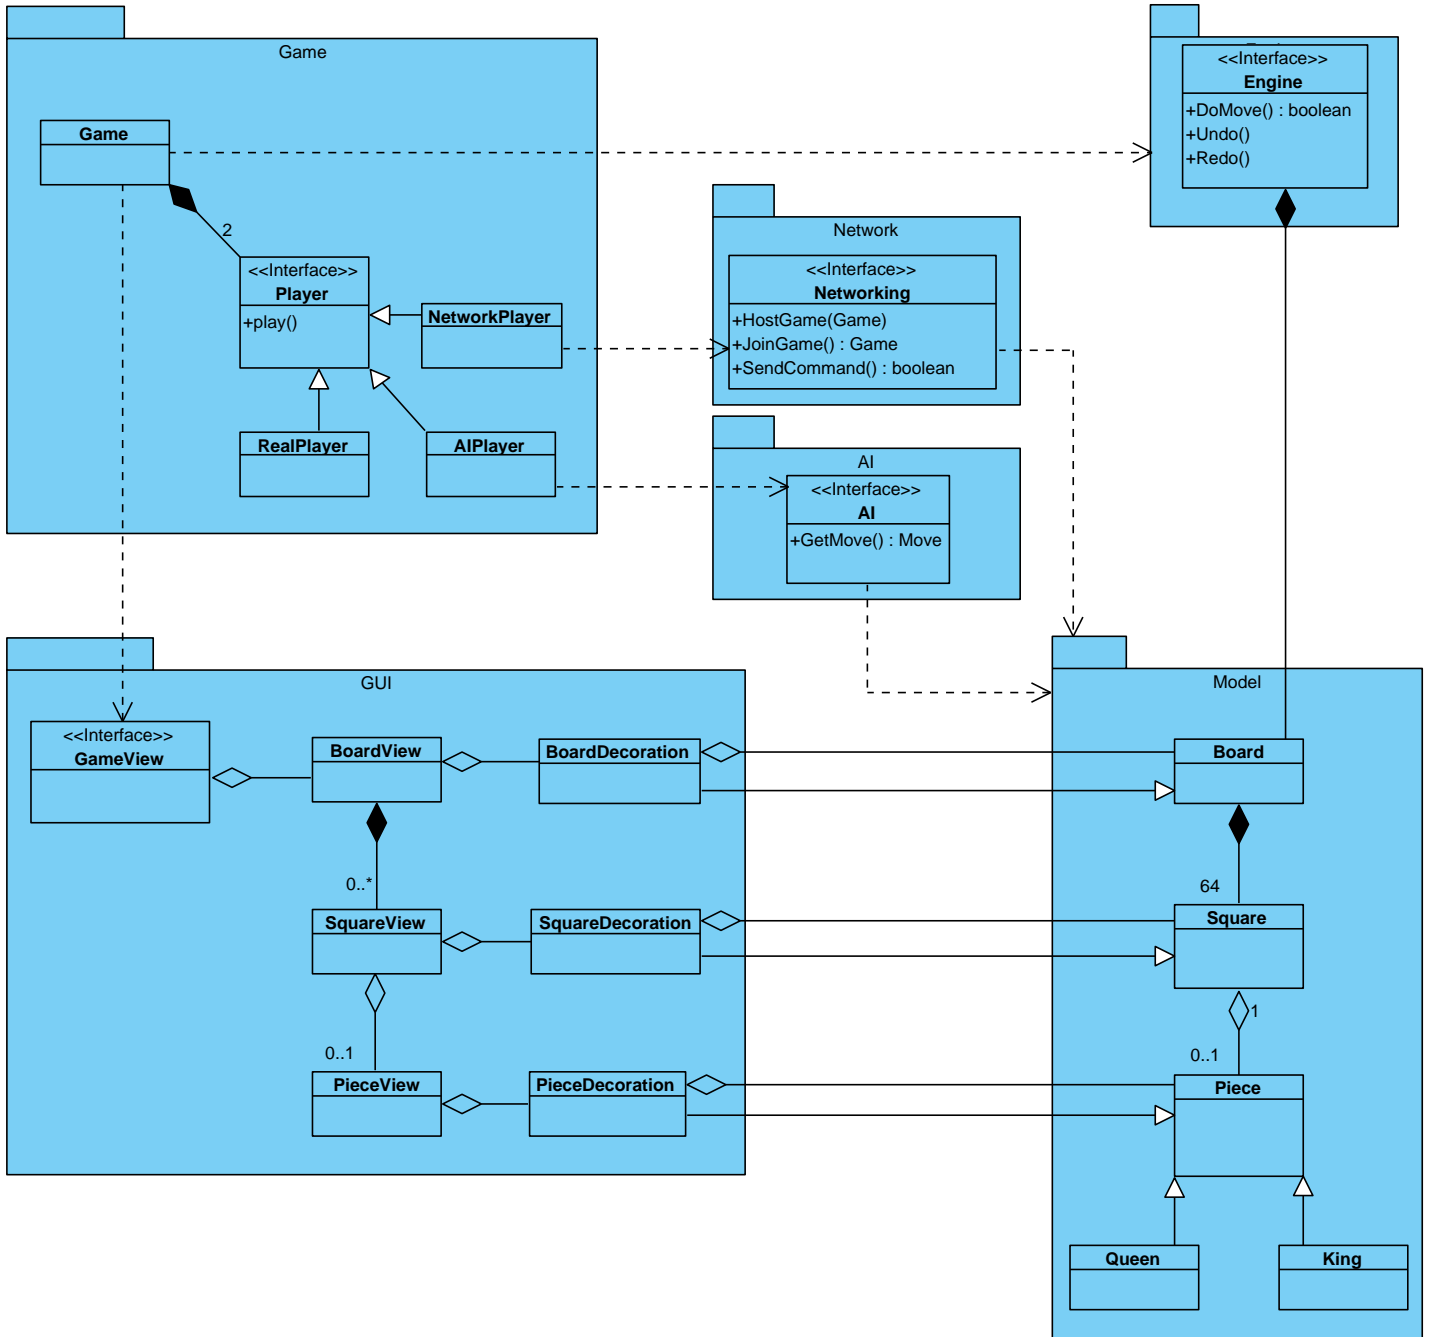 Game
Game
2
<<Interface>>
Player
+play()
NetworkPlayer
RealPlayer
AIPlayer
<<Interface>>
Engine
+DoMove() : boolean
+Undo()
+Redo()
Network
<<Interface>>
Networking
+HostGame(Game)
+JoinGame() : Game
+SendCommand() : boolean
AI
<<Interface>>
AI
+GetMove() : Move
GUI
<<Interface>>
GameView
BoardView
BoardDecoration
0..*
SquareView
SquareDecoration
0..1
PieceView
PieceDecoration
Model
Board
64
Square
1
0..1
Piece
Queen
King